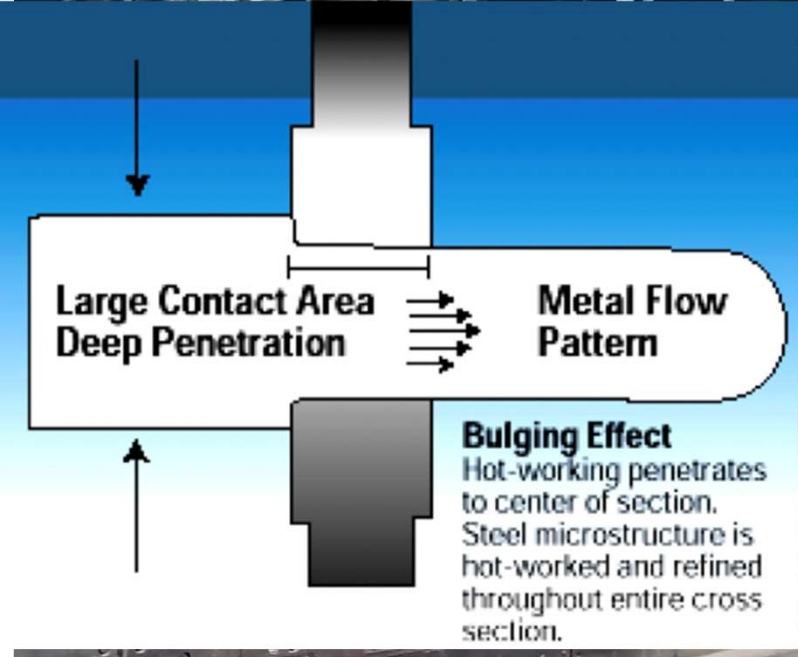 Large Contact Area
Deep Penetration
Metal Flow
Pattern
Bulging Effect
Hot-working penetrates
to center of section.
Steel microstructure is
hot-worked and refined
throughout entire cross
section.